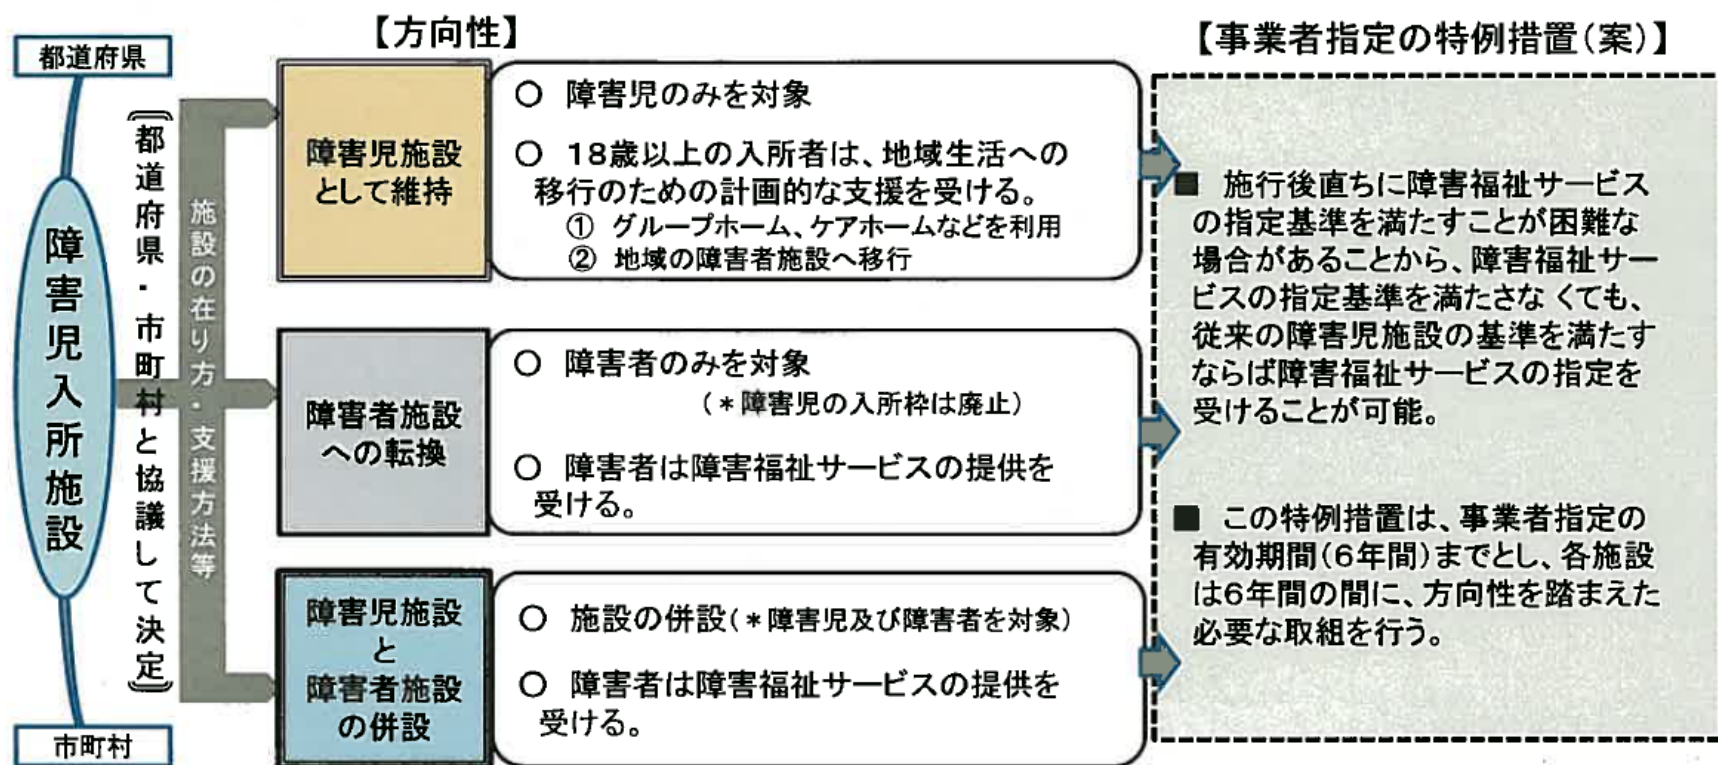 【方向性】
【事業者指定の特例措置(案)】
都道府県
障害児入所施設
市町村
(都道府県・市町村と協議して決定)
施設の在り方・支援方法等
障害児施設
として維持
○ 障害児のみを対象
○ 18歳以上の入所者は、地域生活への
移行のための計画的な支援を受ける。
① グループホーム、ケアホームなどを利用
② 地域の障害者施設へ移行
障害者施設
への転換
○ 障害者のみを対象
(*障害児の入所枠は廃止)
○ 障害者は障害福祉サービスの提供を
受ける。
障害児施設
と
障害者施設
の併設
○ 施設の併設(*障害児及び障害者を対象)
○ 障害者は障害福祉サービスの提供を
受ける。
■ 施行後直ちに障害福祉サービス
の指定基準を満たすことが困難な
場合があることから、障害福祉サー
ビスの指定基準を満たさなくても、
従来の障害児施設の基準を満たす
ならば障害福祉サービスの指定を
受けることが可能。
■ この特例措置は、事業者指定の
有効期間(6年間)までとし、各施設
は6年間の間に、方向性を踏まえた
必要な取組を行う。